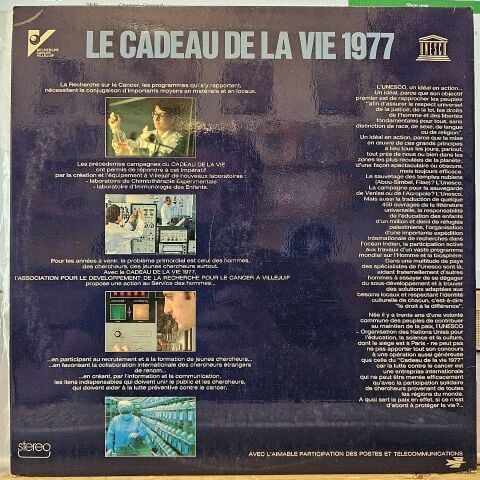 LE CADEAU DE LA VIE 1977
RECHERCHE
VILLEJUIF
UNESCO
La Recherche sur le Cancer, les programmes qui s'y rapportent,
nécessitent la conjugaison d'importants moyens en matériels et en locaux.
Les précédentes campagnes du CADEAU DE LA VIE
ont permis de répondre à cet impératif
par la création et l'équipement à Villejuif de nouveaux laboratoires :
- laboratoire de Chimiothérapie Expérimentale
- laboratoire d'Immunologie des Enfants.
Pour les années à venir, le problème primordial est celui des hommes,
des chercheurs, des jeunes chercheurs surtout.
Avec le CADEAU DE LA VIE 1977,
l'ASSOCIATION POUR LE DEVELOPPEMENT DE LA RECHERCHE POUR LE CANCER A VILLEJUIF
propose une action au Service des hommes...
...en participant au recrutement et à la formation de jeunes chercheurs...
...en favorisant la collaboration internationale des chercheurs étrangers
de renom...
...en créant, par l'information et la communication,
les liens indispensables qui doivent unir le public et les chercheurs,
qui doivent aider à la lutte préventive contre le cancer.
L'UNESCO, un idéal en action...
Un idéal, parce que son objectif
premier est de rapprocher les peuples
"afin d'assurer le respect universel
de la justice, de la loi, des droits
de l'Homme et des libertés
fondamentales pour tous, sans
distinction de race, de sexe, de langue
ou de religion".
Un idéal en action, parce que la mise
en œuvre de ces grands principes
a lieu tous les jours, partout,
tout près de nous ou bien dans les
zones les plus reculées de la planète,
d'une façon spectaculaire ou obscure,
mais toujours efficace.
Le sauvetage des temples nubiens
(Abou-Simbel, Filae)? L'Unesco.
La campagne pour la sauvegarde
de Venise ou de l'Acropole? L'Unesco.
Mais aussi la traduction de quelque
450 ouvrages de la littérature
universelle, la responsabilité
de l'éducation des enfants
d'un million et demi de réfugiés
palestiniens, l'organisation
d'une importante expédition
internationale de recherches dans
l'océan Indien, la participation active
aux travaux d'un vaste programme
mondial sur l'Homme et la biosphère.
Dans une multitude de pays
des spécialistes de l'Unesco sont là,
aidant fraternellement d'autres
hommes à essayer de se dégager
du sous-développement et à trouver
des solutions adaptées aux
besoins locaux et respectant l'identité
culturelle de chacun, c'est-à-dire
"le droit à la différence".
Née il y a trente ans d'une volonté
commune des peuples de contribuer
au maintien de la paix, l'UNESCO
- Organisation des Nations Unies pour
l'éducation, la science et la culture,
dont le siège est à Paris - ne peut pas
ne pas apporter tout son concours
à une opération aussi généreuse
que celle du "Cadeau de la vie 1977"
car la lutte contre le cancer
est une entreprise internationale
qui ne peut être menée efficacement
qu'avec la participation solidaire
de chercheurs provenant de toutes
les régions du monde.
A quoi sert la paix en effet, si ce n'est
d'abord à protéger la vie?...
stereo
AVEC L'AIMABLE PARTICIPATION DES POSTES ET TELECOMMUNICATIONS